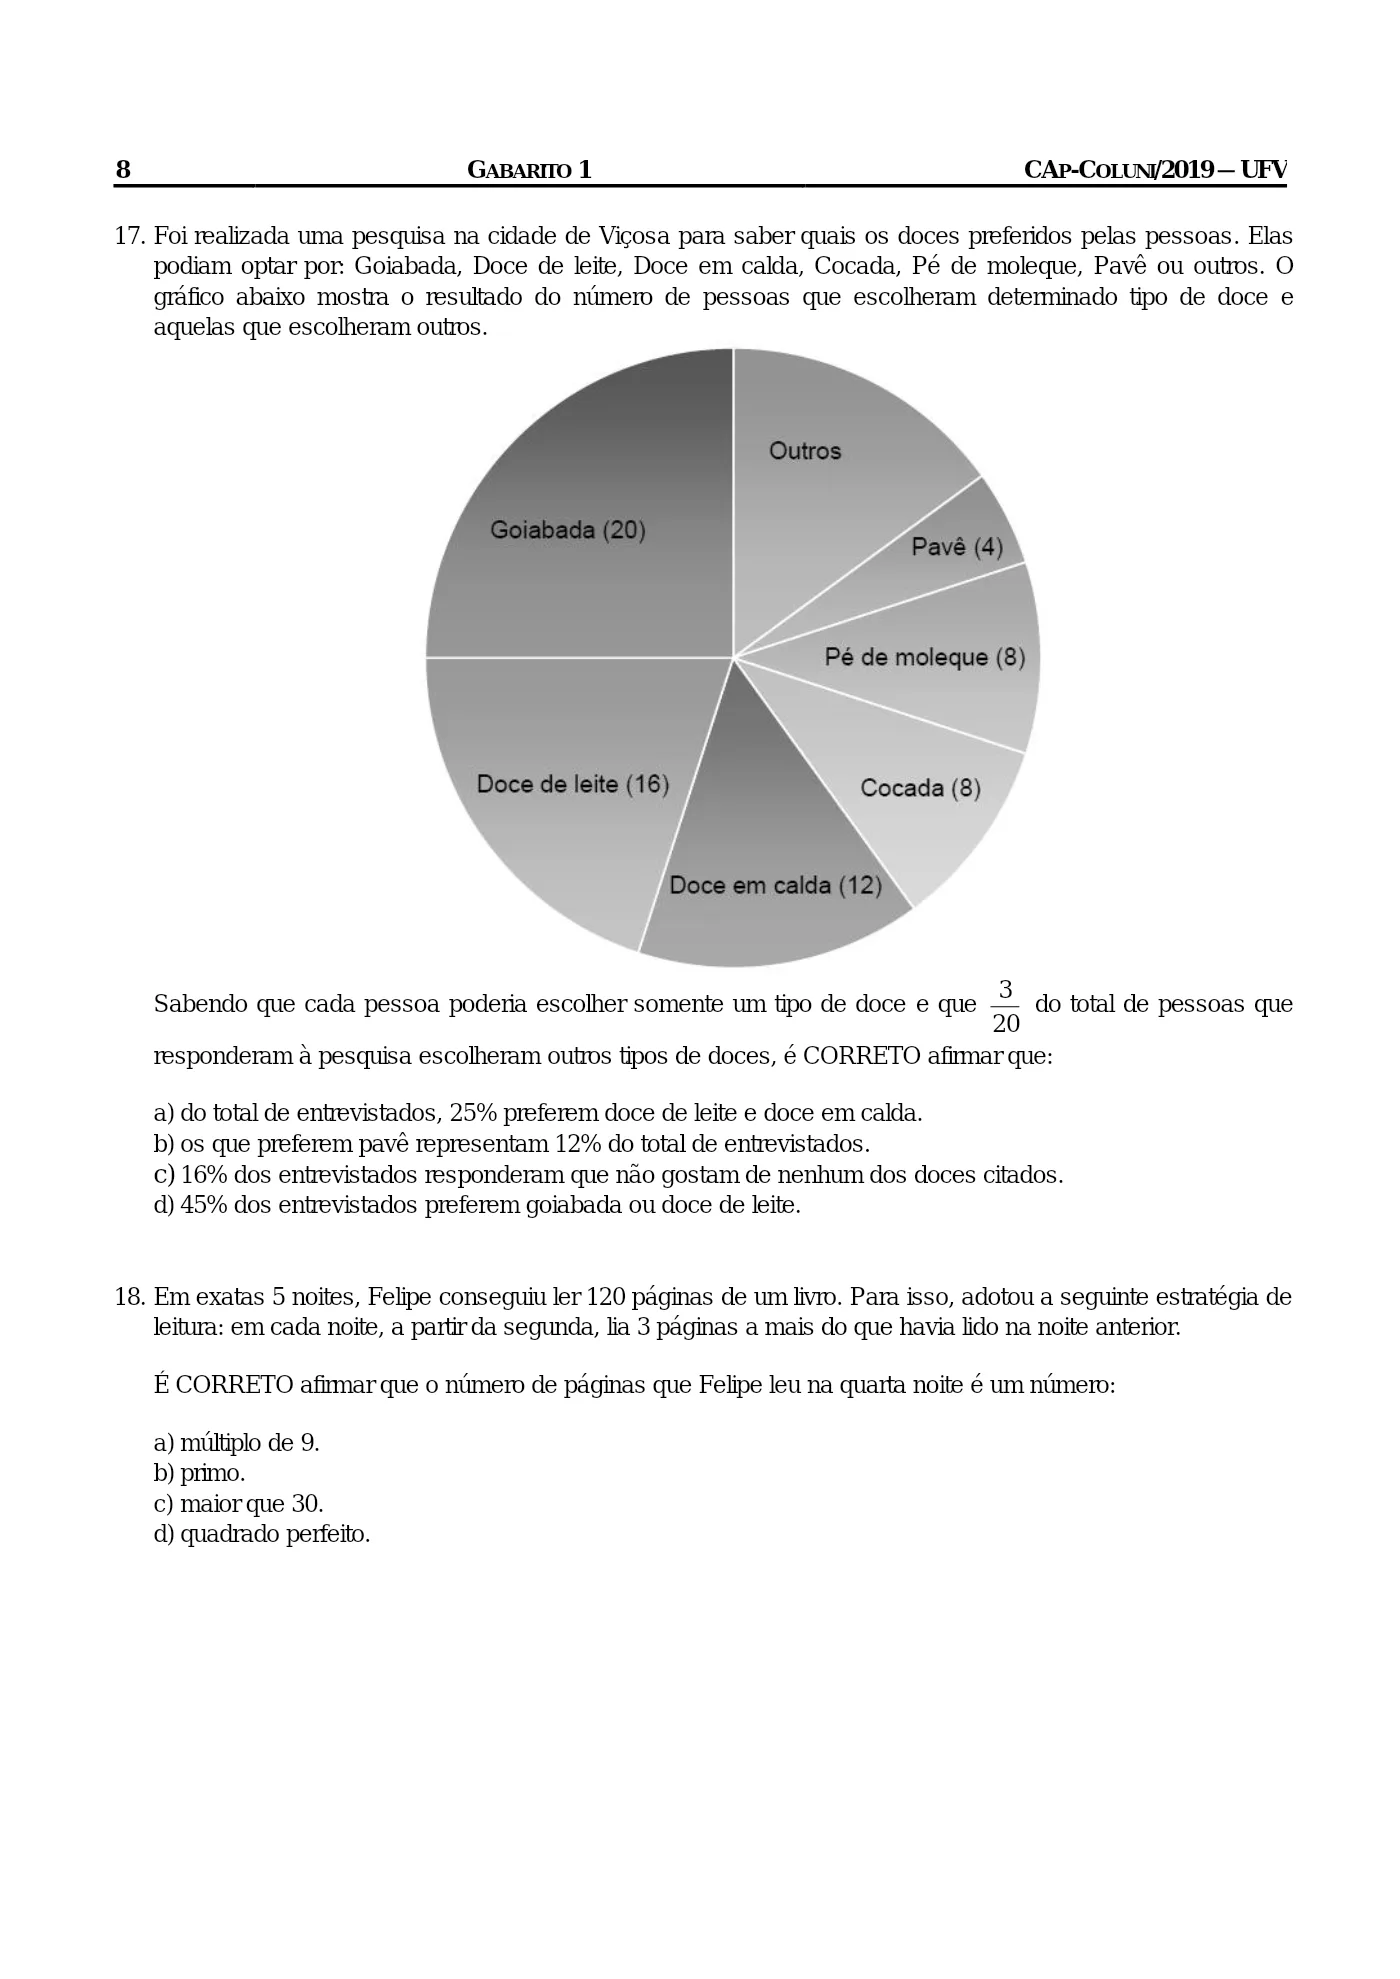 8 GABARITO 1 CAP-COLUNI/2019 — UFV
17. Foi realizada uma pesquisa na cidade de Viçosa para saber quais os doces preferidos pelas pessoas. Elas
podiam optar por: Goiabada, Doce de leite, Doce em calda, Cocada, Pé de moleque, Pavê ou outros. O
gráfico abaixo mostra o resultado do número de pessoas que escolheram determinado tipo de doce e
aquelas que escolheram outros.
Outros
Goiabada (20)
Pavê (4)
Pé de moleque (8)
Doce de leite (16)
Cocada (8)
Doce em calda (12)
Sabendo que cada pessoa poderia escolher somente um tipo de doce e que 3/20 do total de pessoas que
responderam à pesquisa escolheram outros tipos de doces, é CORRETO afirmar que:
a) do total de entrevistados, 25% preferem doce de leite e doce em calda.
b) os que preferem pavê representam 12% do total de entrevistados.
c) 16% dos entrevistados responderam que não gostam de nenhum dos doces citados.
d) 45% dos entrevistados preferem goiabada ou doce de leite.
18. Em exatas 5 noites, Felipe conseguiu ler 120 páginas de um livro. Para isso, adotou a seguinte estratégia de
leitura: em cada noite, a partir da segunda, lia 3 páginas a mais do que havia lido na noite anterior.
É CORRETO afirmar que o número de páginas que Felipe leu na quarta noite é um número:
a) múltiplo de 9.
b) primo.
c) maior que 30.
d) quadrado perfeito.